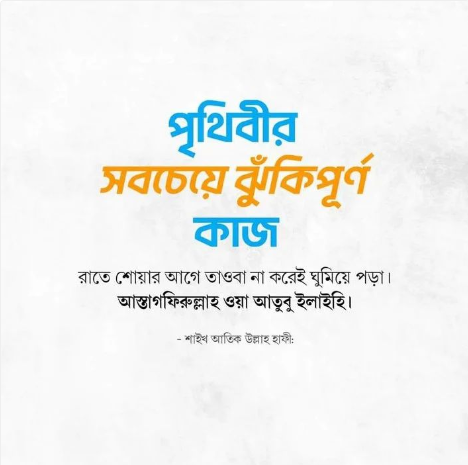 পৃথিবীর
সবচেয়ে ঝুঁকিপূর্ণ
কাজ
রাতে শোয়ার আগে তাওবা না করেই ঘুমিয়ে পড়া।
আস্তাগফিরুল্লাহ ওয়া আতুবু ইলাইহি।
- শাইখ আতিক উল্লাহ হাফী: